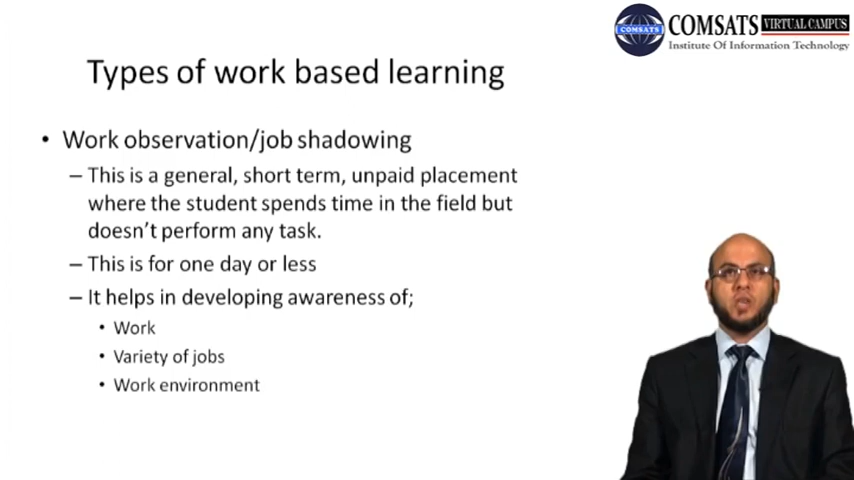 COMSATS VIRTUAL CAMPUS
COMSATS
Institute Of Information Technology
Types of work based learning
• Work observation/job shadowing
– This is a general, short term, unpaid placement
where the student spends time in the field but
doesn't perform any task.
– This is for one day or less
– It helps in developing awareness of;
• Work
• Variety of jobs
• Work environment